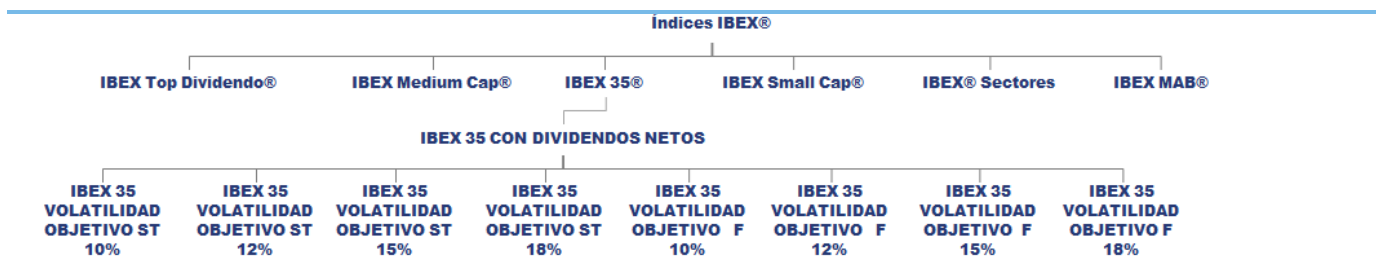 Índices IBEX®
IBEX Top Dividendo® IBEX Medium Cap® IBEX 35® IBEX Small Cap® IBEX® Sectores IBEX MAB®
IBEX 35 CON DIVIDENDOS NETOS
IBEX 35 VOLATILIDAD OBJETIVO ST 10%
IBEX 35 VOLATILIDAD OBJETIVO ST 12%
IBEX 35 VOLATILIDAD OBJETIVO ST 15%
IBEX 35 VOLATILIDAD OBJETIVO ST 18%
IBEX 35 VOLATILIDAD OBJETIVO F 10%
IBEX 35 VOLATILIDAD OBJETIVO F 12%
IBEX 35 VOLATILIDAD OBJETIVO F 15%
IBEX 35 VOLATILIDAD OBJETIVO F 18%